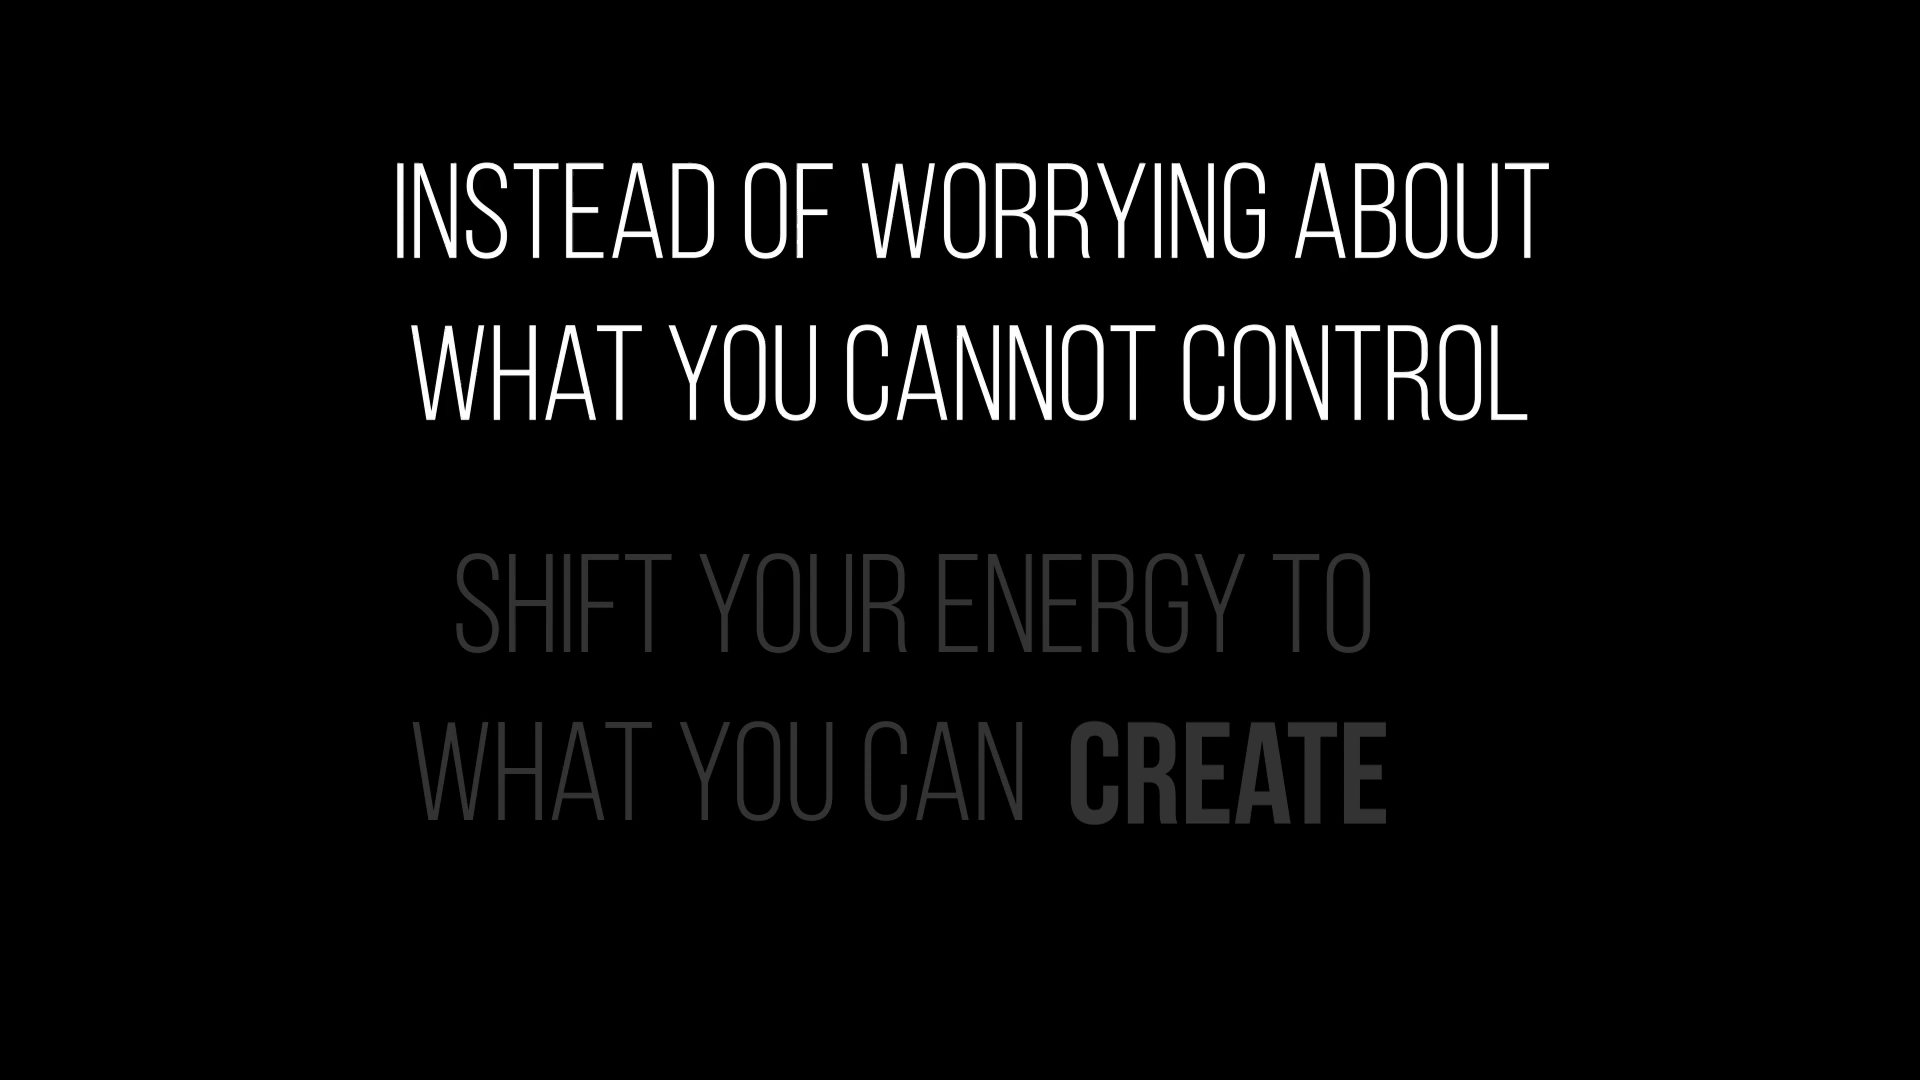 INSTEAD OF WORRYING ABOUT
WHAT YOU CANNOT CONTROL
SHIFT YOUR ENERGY TO
WHAT YOU CAN CREATE